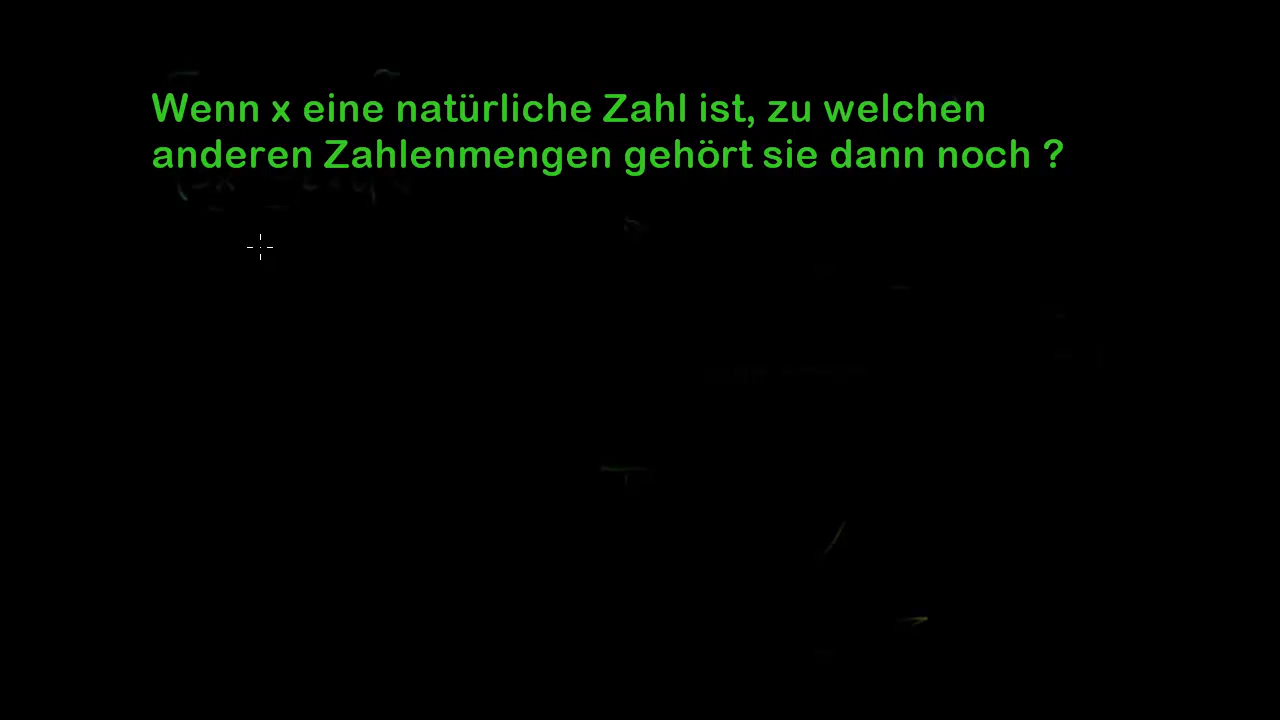 Wenn x eine natürliche Zahl ist, zu welchen
anderen Zahlenmengen gehört sie dann noch ?